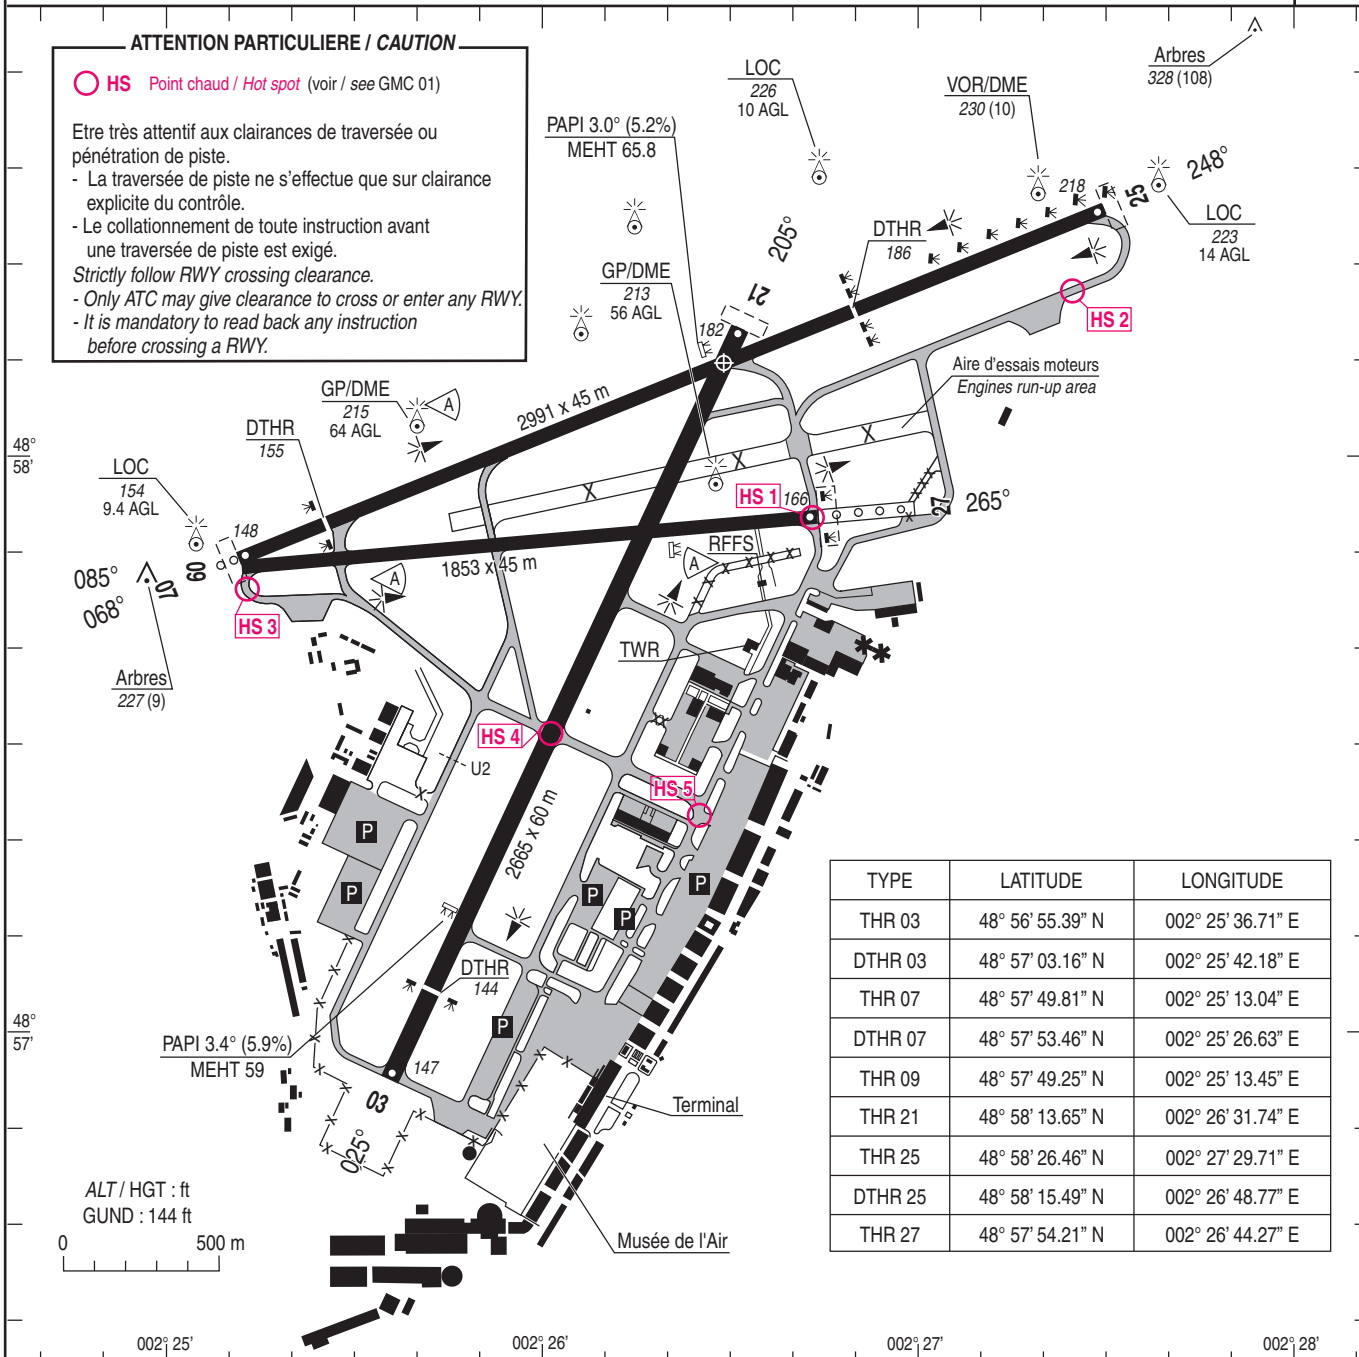 ATTENTION PARTICULIERE / CAUTION
HS Point chaud / Hot spot (voir / see GMC 01)
Etre très attentif aux clairances de traversée ou
pénétration de piste.
- La traversée de piste ne s'effectue que sur clairance
explicite du contrôle.
- Le collationnement de toute instruction avant
une traversée de piste est exigé.
Strictly follow RWY crossing clearance.
- Only ATC may give clearance to cross or enter any RWY.
- It is mandatory to read back any instruction
before crossing a RWY.
Arbres
328 (108)
LOC
226
10 AGL
VOR/DME
230 (10)
PAPI 3.0° (5.2%)
MEHT 65.8
218
25
248°
LOC
223
14 AGL
205°
21
DTHR
186
GP/DME
213
56 AGL
182
HS 2
Aire d'essais moteurs
Engines run-up area
GP/DME
215
64 AGL
A
2991 x 45 m
DTHR
155
48°
58'
LOC
154
9.4 AGL
148
X
X
X
HS 1
166
27
265°
RFFS
1853 x 45 m
A
A
085°
09
07
068°
HS 3
Arbres
227 (9)
TWR
HS 4
U2
HS 5
2665 x 60 m
P
P
P
P
P
P
DTHR
144
48°
57'
PAPI 3.4° (5.9%)
MEHT 59
147
03
025°
Terminal
Musée de l'Air
TYPE LATITUDE LONGITUDE
THR 03 48° 56' 55.39" N 002° 25' 36.71" E
DTHR 03 48° 57' 03.16" N 002° 25' 42.18" E
THR 07 48° 57' 49.81" N 002° 25' 13.04" E
DTHR 07 48° 57' 53.46" N 002° 25' 26.63" E
THR 09 48° 57' 49.25" N 002° 25' 13.45" E
THR 21 48° 58' 13.65" N 002° 26' 31.74" E
THR 25 48° 58' 26.46" N 002° 27' 29.71" E
DTHR 25 48° 58' 15.49" N 002° 26' 48.77" E
THR 27 48° 57' 54.21" N 002° 26' 44.27" E
ALT / HGT : ft
GUND : 144 ft
0 500 m
002° 25' 002° 26' 002° 27' 002° 28'